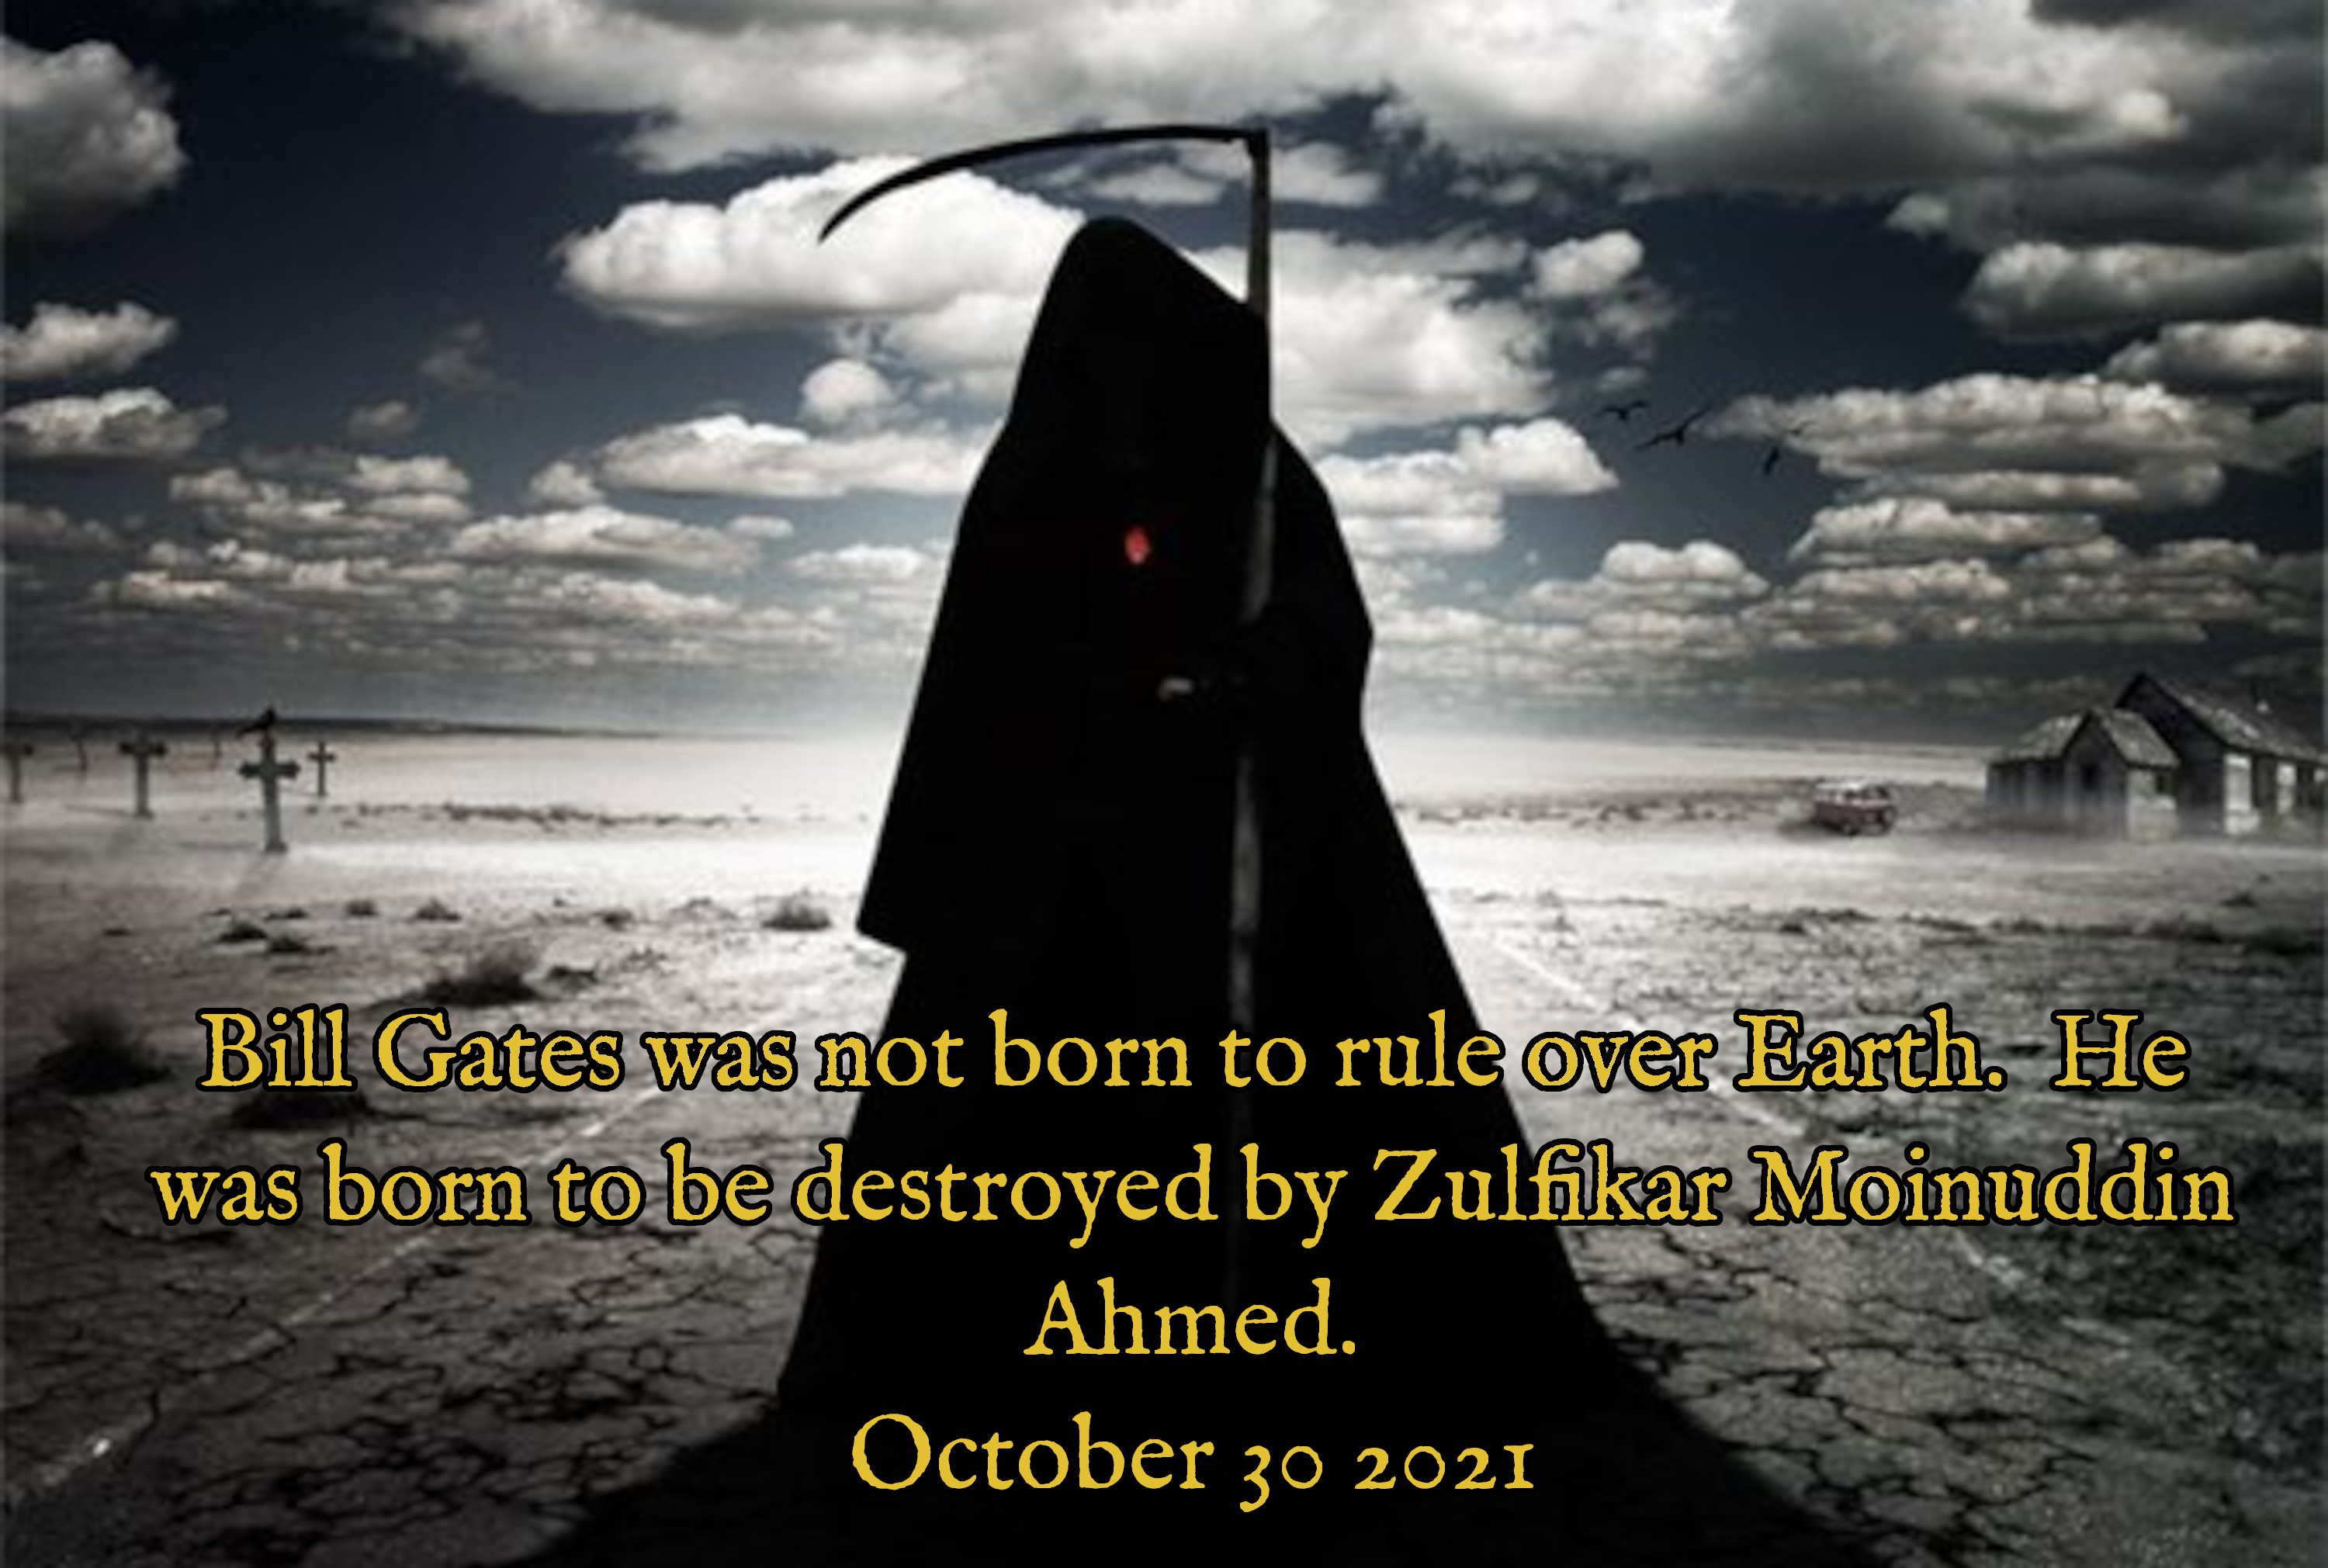 Bill Gates was not born to rule over Earth.  He
was born to be destroyed by Zulfikar Moinuddin
Ahmed.
October 30 2021